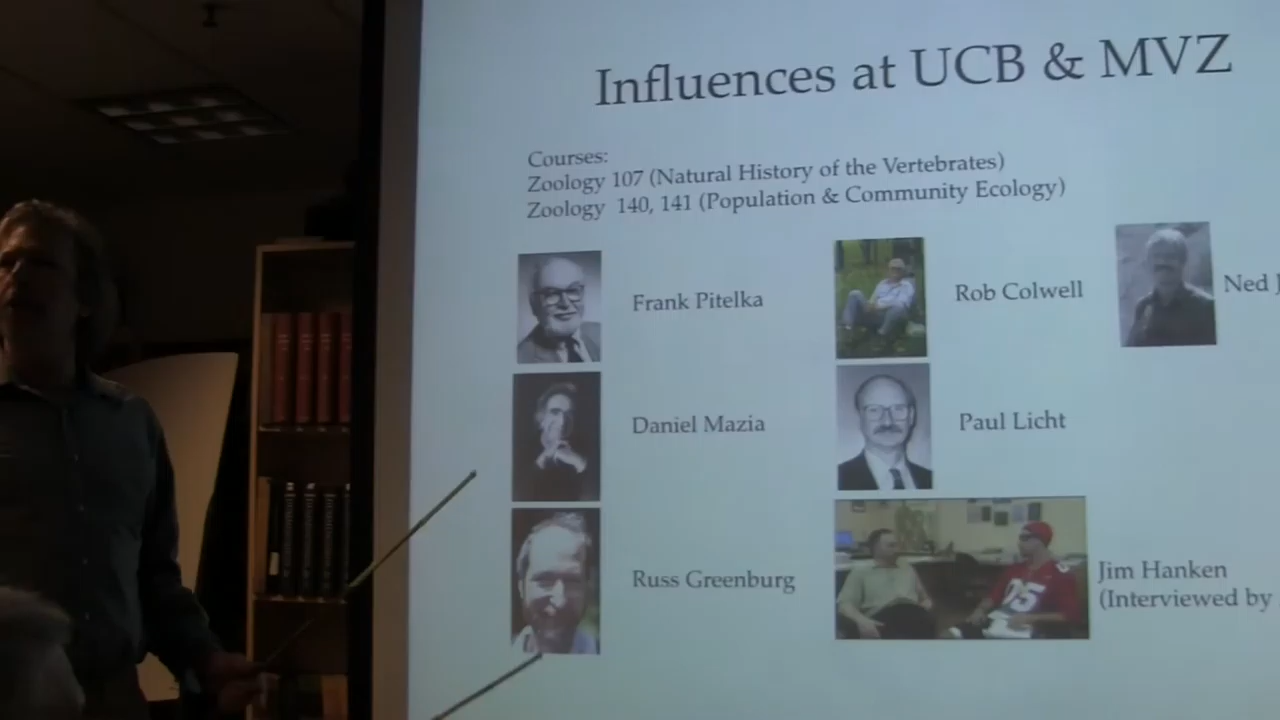 Influences at UCB & MVZ
Courses:
Zoology 107 (Natural History of the Vertebrates)
Zoology 140, 141 (Population & Community Ecology)
Frank Pitelka
Rob Colwell
Ned J
Daniel Mazia
Paul Licht
Russ Greenburg
Jim Hanken
(Interviewed by